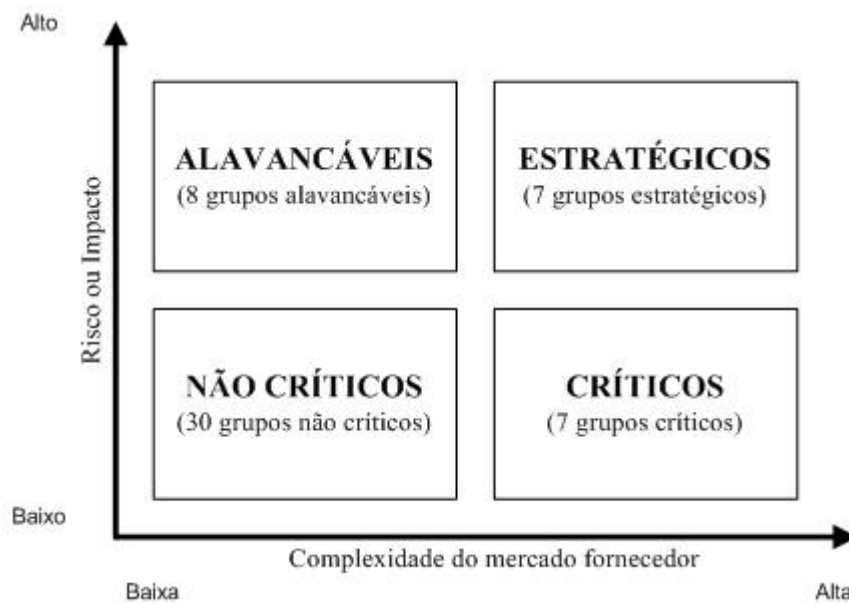 Alto
Risco ou Impacto
ALAVANCÁVEIS
(8 grupos alavancáveis)
ESTRATÉGICOS
(7 grupos estratégicos)
NÃO CRÍTICOS
(30 grupos não críticos)
CRÍTICOS
(7 grupos críticos)
Baixo
Complexidade do mercado fornecedor
Baixa
Alta